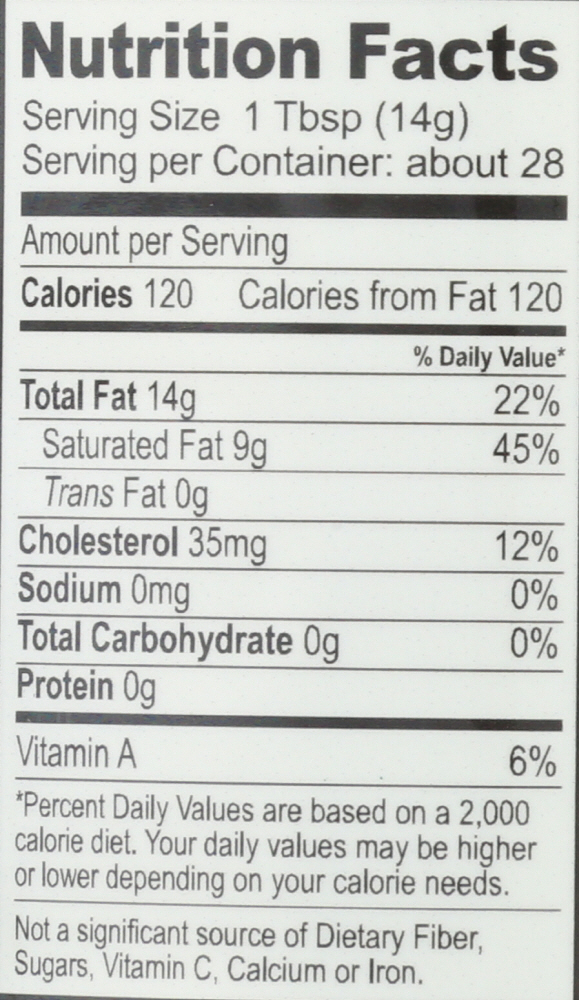 Nutrition Facts
Serving Size 1 Tbsp (14g)
Serving per Container: about 28
Amount per Serving
Calories 120 Calories from Fat 120
% Daily Value*
Total Fat 14g 22%
Saturated Fat 9g 45%
Trans Fat 0g
Cholesterol 35mg 12%
Sodium 0mg 0%
Total Carbohydrate 0g 0%
Protein 0g
Vitamin A 6%
*Percent Daily Values are based on a 2,000
calorie diet. Your daily values may be higher
or lower depending on your calorie needs.
Not a significant source of Dietary Fiber,
Sugars, Vitamin C, Calcium or Iron.